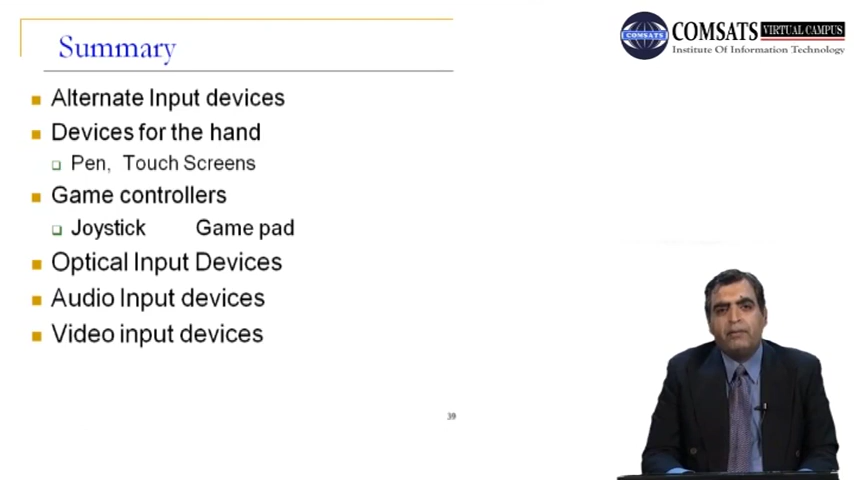 Summary
COMSATS VIRTUAL CAMPUS
COMSATS
Institute Of Information Technology
Alternate Input devices
Devices for the hand
Pen, Touch Screens
Game controllers
Joystick Game pad
Optical Input Devices
Audio Input devices
Video input devices
39